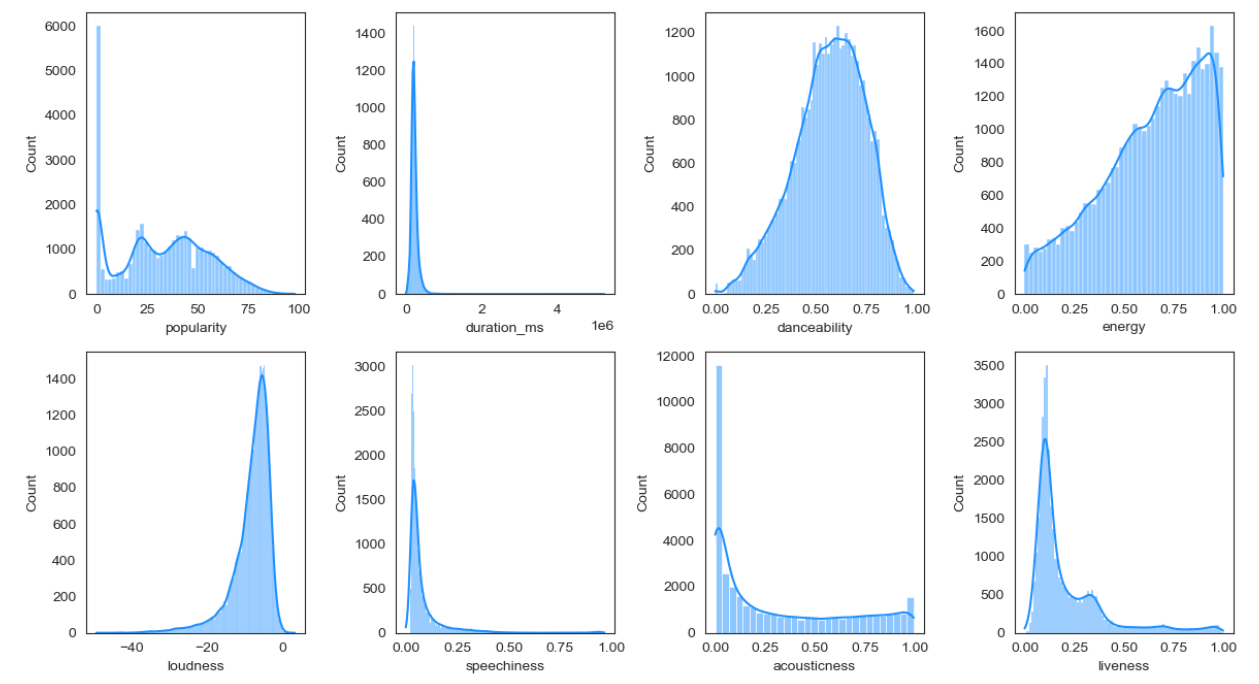 6000
5000
4000
3000
2000
1000
0
Count
0 25 50 75 100
popularity
1400
1200
1000
800
600
400
200
0
Count
0 2 4
1e6
duration_ms
1200
1000
800
600
400
200
0
Count
0.00 0.25 0.50 0.75 1.00
danceability
1600
1400
1200
1000
800
600
400
200
0
Count
0.00 0.25 0.50 0.75 1.00
energy
1400
1200
1000
800
600
400
200
0
Count
−40 −20 0
loudness
3000
2500
2000
1500
1000
500
0
Count
0.00 0.25 0.50 0.75 1.00
speechiness
12000
10000
8000
6000
4000
2000
0
Count
0.00 0.25 0.50 0.75 1.00
acousticness
3500
3000
2500
2000
1500
1000
500
0
Count
0.00 0.25 0.50 0.75 1.00
liveness